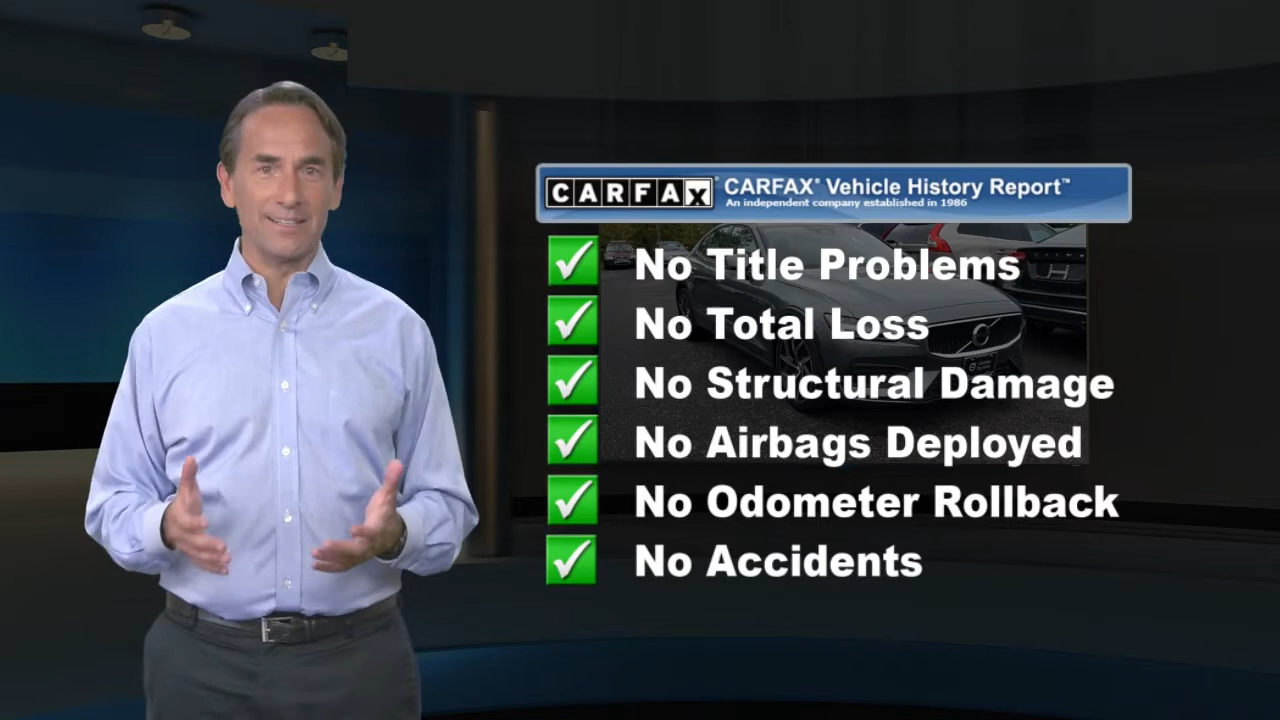 CARFAX CARFAX® Vehicle History Report™
An independent company established in 1986
No Title Problems
No Total Loss
No Structural Damage
No Airbags Deployed
No Odometer Rollback
No Accidents